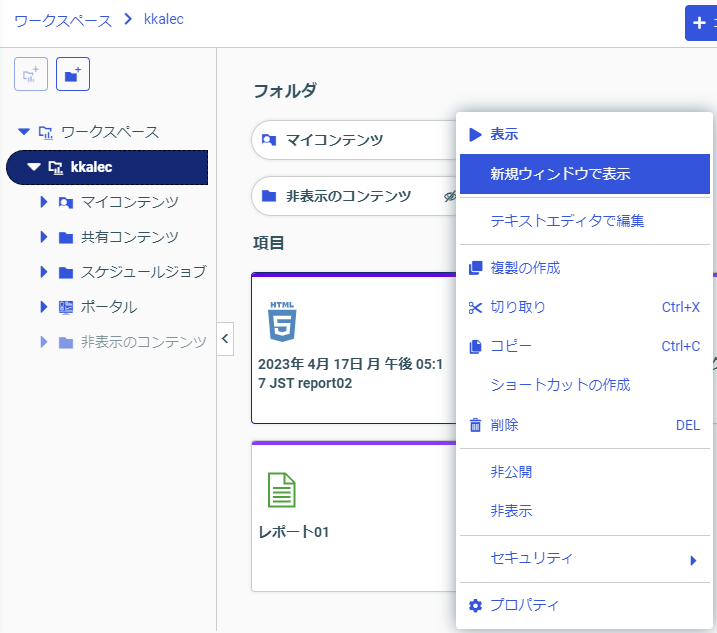 ワークスペース > kkalec
フォルダ
ワークスペース
kkalec
マイコンテンツ
共有コンテンツ
スケジュールジョブ
ポータル
非表示のコンテンツ
マイコンテンツ
非表示のコンテンツ
項目
HTML
5
2023年 4月 17日 月 午後 05:1
7 JST report02
レポート01
表示
新規ウィンドウで表示
テキストエディタで編集
複製の作成
切り取り Ctrl+X
コピー Ctrl+C
ショートカットの作成
削除 DEL
非公開
非表示
セキュリティ
プロパティ